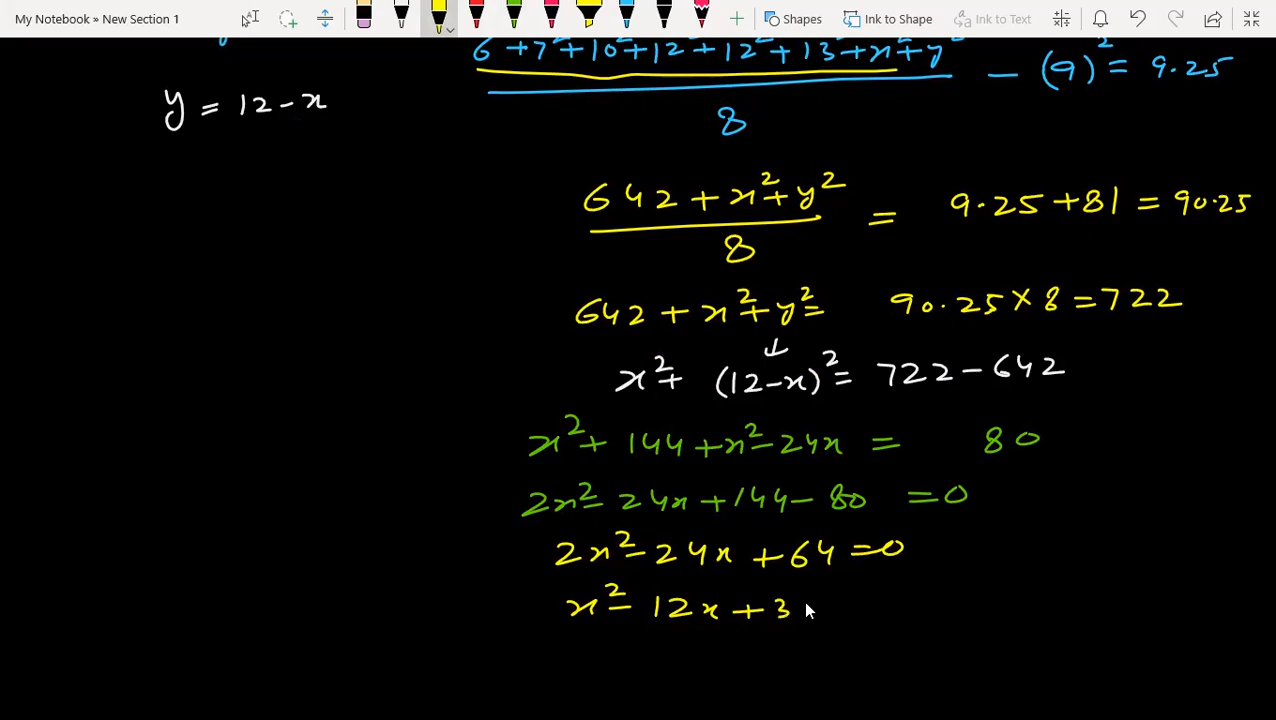 My Notebook » New Section 1
Shapes
Ink to Shape
Ink to Text
6 + 7² + 10² + 12² + 12² + 13² + x² + y² - (9)² = 9.25
8
y = 12 - x
642 + x² + y² = 9.25 + 81 = 90.25
8
642 + x² + y² = 90.25 × 8 = 722
x² + (12 - x)² = 722 - 642
x² + 144 + x² - 24x = 80
2x² - 24x + 144 - 80 = 0
2x² - 24x + 64 = 0
x² - 12x + 3